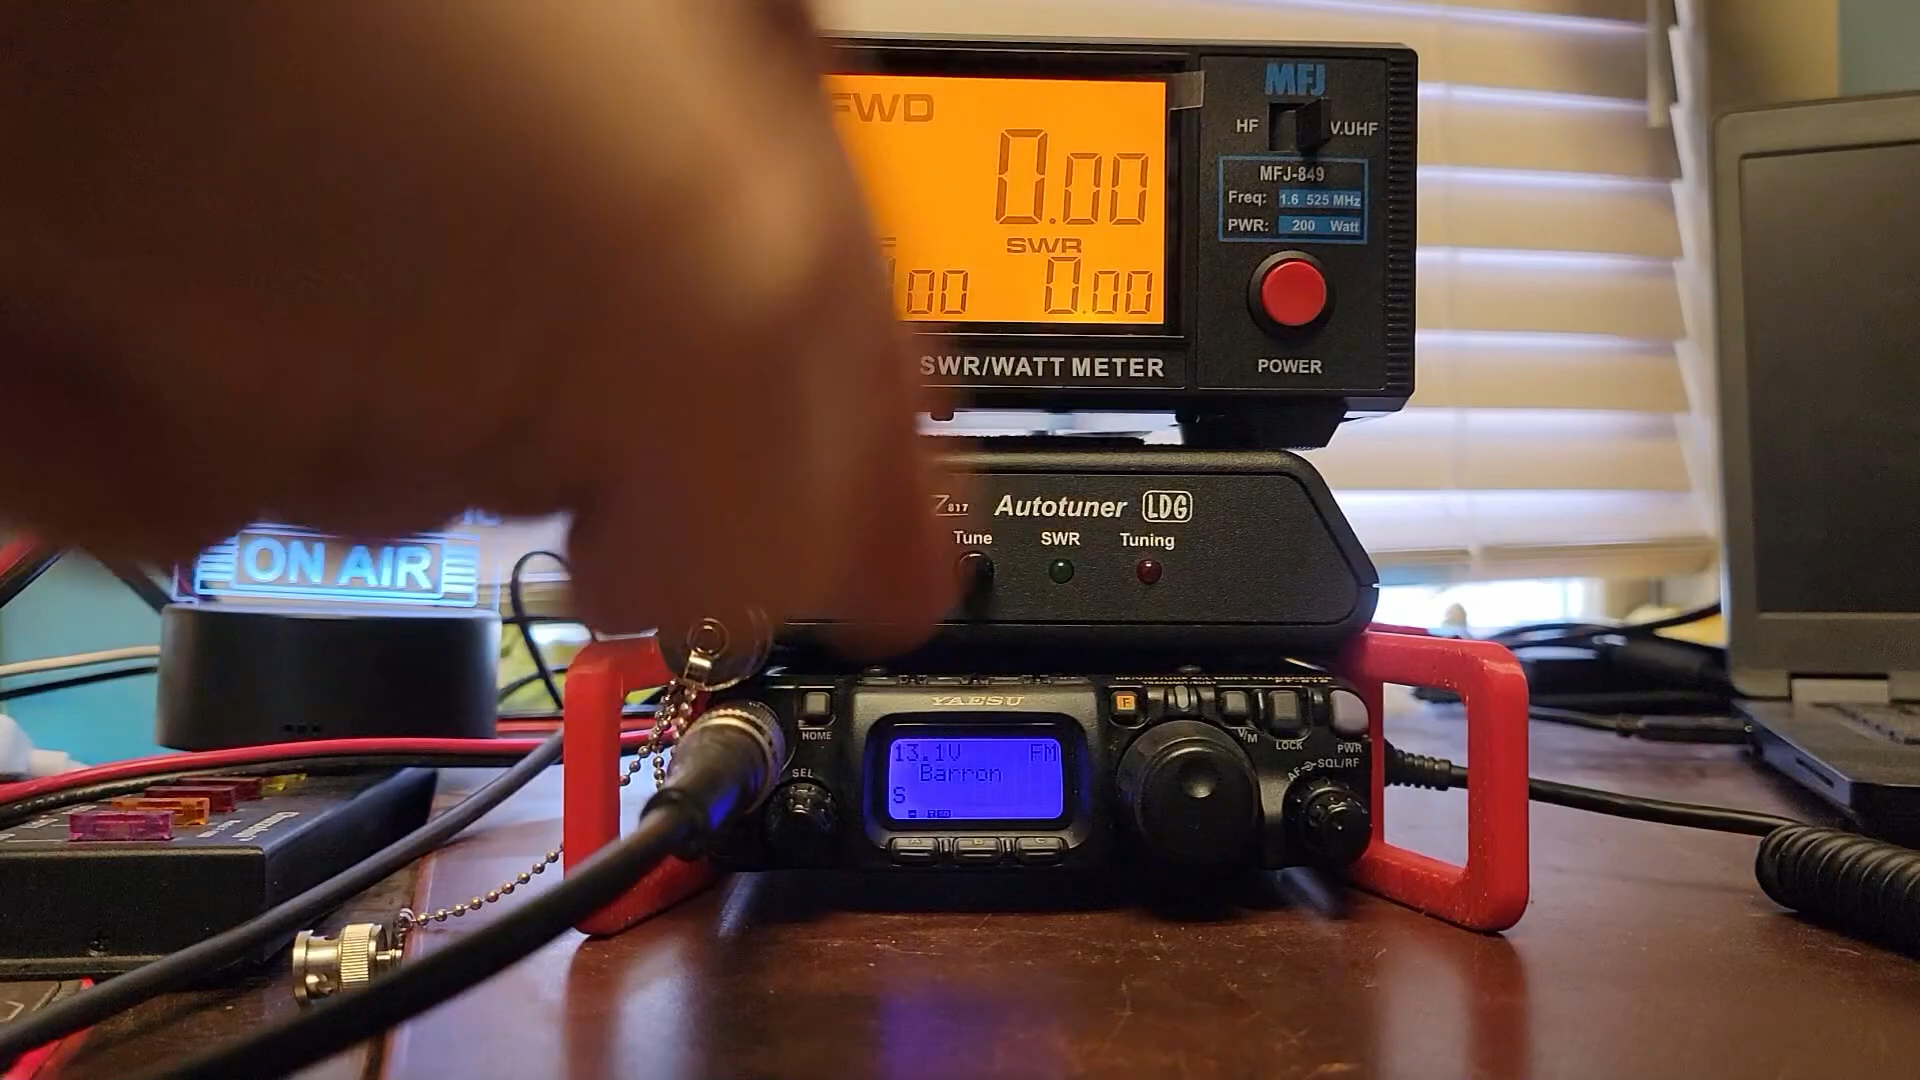 FWD
0.00
SWR
00 0.00
SWR/WATT METER
MFJ
HF
V.UHF
MFJ-849
Freq: 1.6 525 MHz
PWR: 200 Watt
POWER
Z817 Autotuner LDG
Tune SWR Tuning
ON AIR
YAESU
HOME
SEL
13.1V FM
Barron
S
A B C
F
V/M
LOCK
PWR
AF SQL/RF